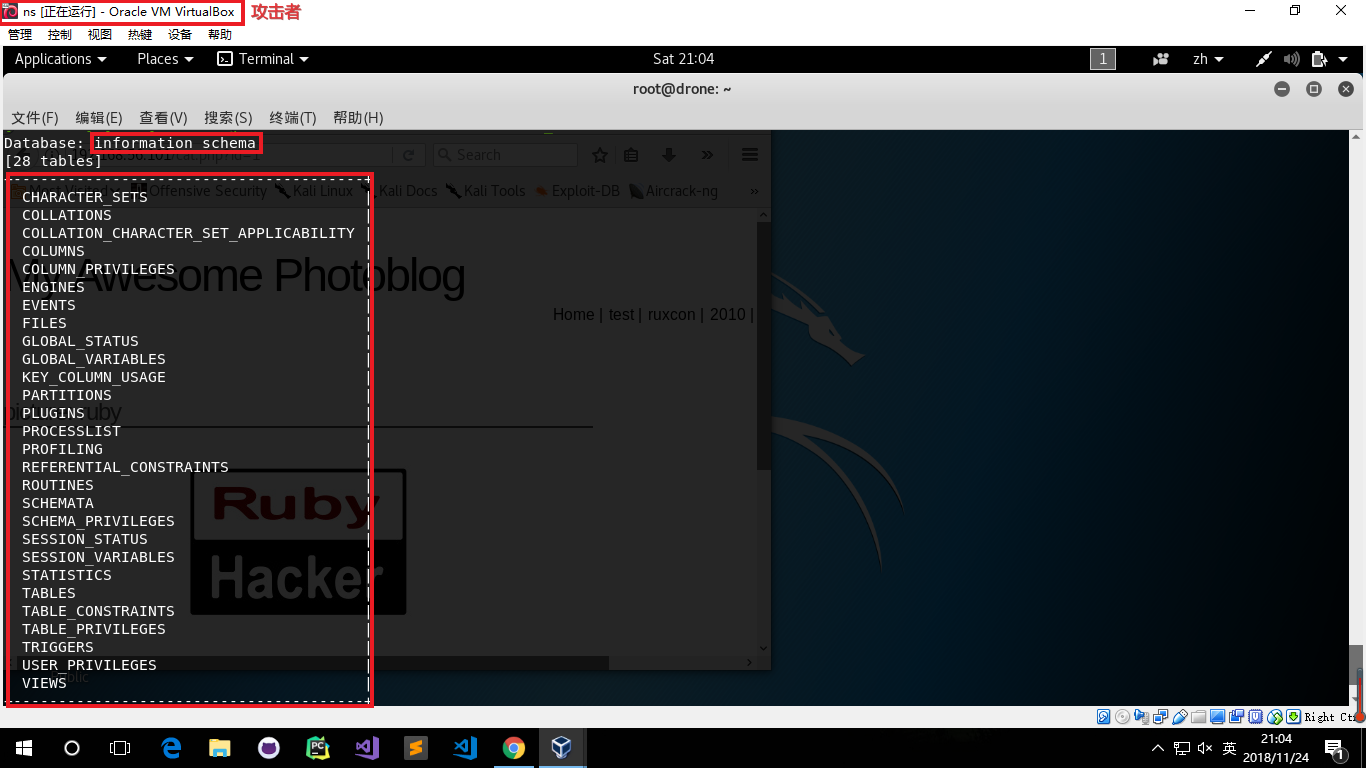 ns [正在运行] - Oracle VM VirtualBox 攻击者
管理 控制 视图 热键 设备 帮助
Applications Places Terminal Sat 21:04 1 zh
root@drone: ~
文件(F) 编辑(E) 查看(V) 搜索(S) 终端(T) 帮助(H)
Database: information_schema
[28 tables]
Search
Most Visited Offensive Security Kali Linux Kali Docs Kali Tools Exploit-DB Aircrack-ng »
CHARACTER_SETS
COLLATIONS
COLLATION_CHARACTER_SET_APPLICABILITY
COLUMNS
COLUMN_PRIVILEGES
My Awesome Photoblog
ENGINES
EVENTS
Home | test | ruxcon | 2010 |
FILES
GLOBAL_STATUS
GLOBAL_VARIABLES
KEY_COLUMN_USAGE
PARTITIONS
PLUGINS
PROCESSLIST
PROFILING
REFERENTIAL_CONSTRAINTS
ROUTINES
SCHEMATA
Ruby
SCHEMA_PRIVILEGES
SESSION_STATUS
SESSION_VARIABLES
STATISTICS
Hacker
TABLES
TABLE_CONSTRAINTS
TABLE_PRIVILEGES
TRIGGERS
USER_PRIVILEGES
VIEWS
英 21:04
2018/11/24 1